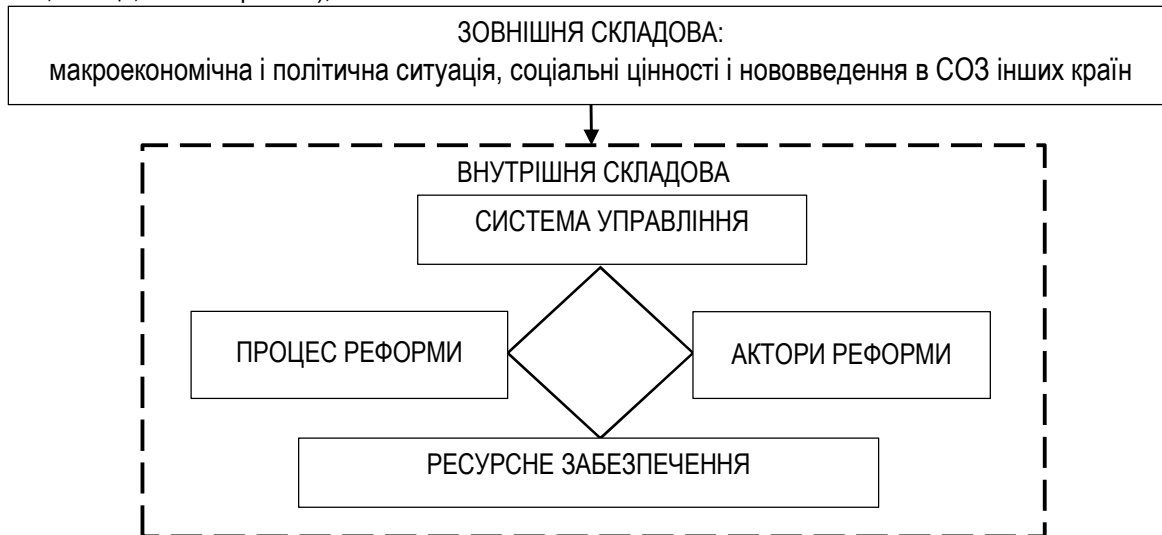 ЗОВНІШНЯ СКЛАДОВА:
макроекономічна і політична ситуація, соціальні цінності і нововведення в СОЗ інших країн
ВНУТРІШНЯ СКЛАДОВА
СИСТЕМА УПРАВЛІННЯ
ПРОЦЕС РЕФОРМИ
АКТОРИ РЕФОРМИ
РЕСУРСНЕ ЗАБЕЗПЕЧЕННЯ